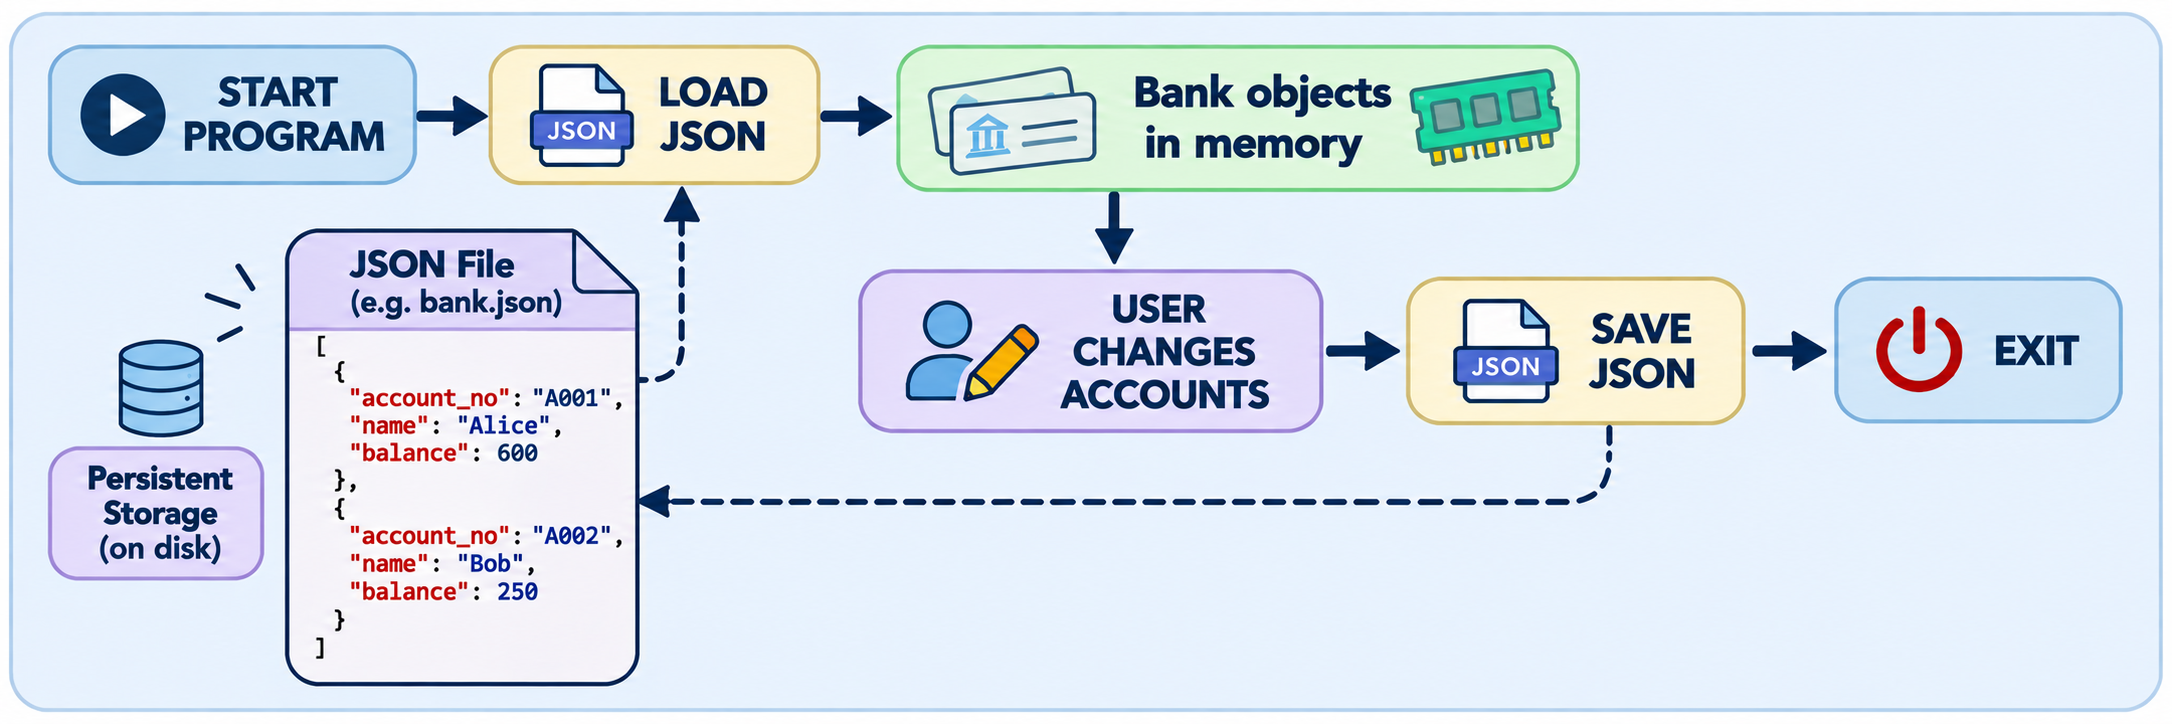 START
PROGRAM
JSON
LOAD
JSON
Bank objects
in memory
JSON File
(e.g. bank.json)
[
  {
    "account_no": "A001",
    "name": "Alice",
    "balance": 600
  },
  {
    "account_no": "A002",
    "name": "Bob",
    "balance": 250
  }
]
Persistent
Storage
(on disk)
USER
CHANGES
ACCOUNTS
JSON
SAVE
JSON
EXIT